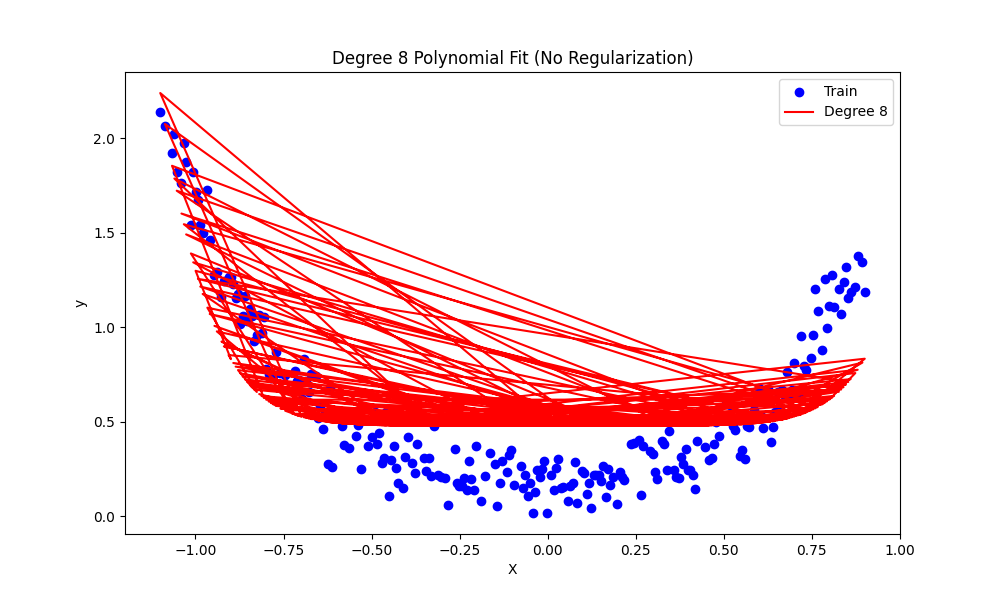 Degree 8 Polynomial Fit (No Regularization)
Train
Degree 8
2.0
1.5
1.0
0.5
0.0
y
−1.00 −0.75 −0.50 −0.25 0.00 0.25 0.50 0.75 1.00
X